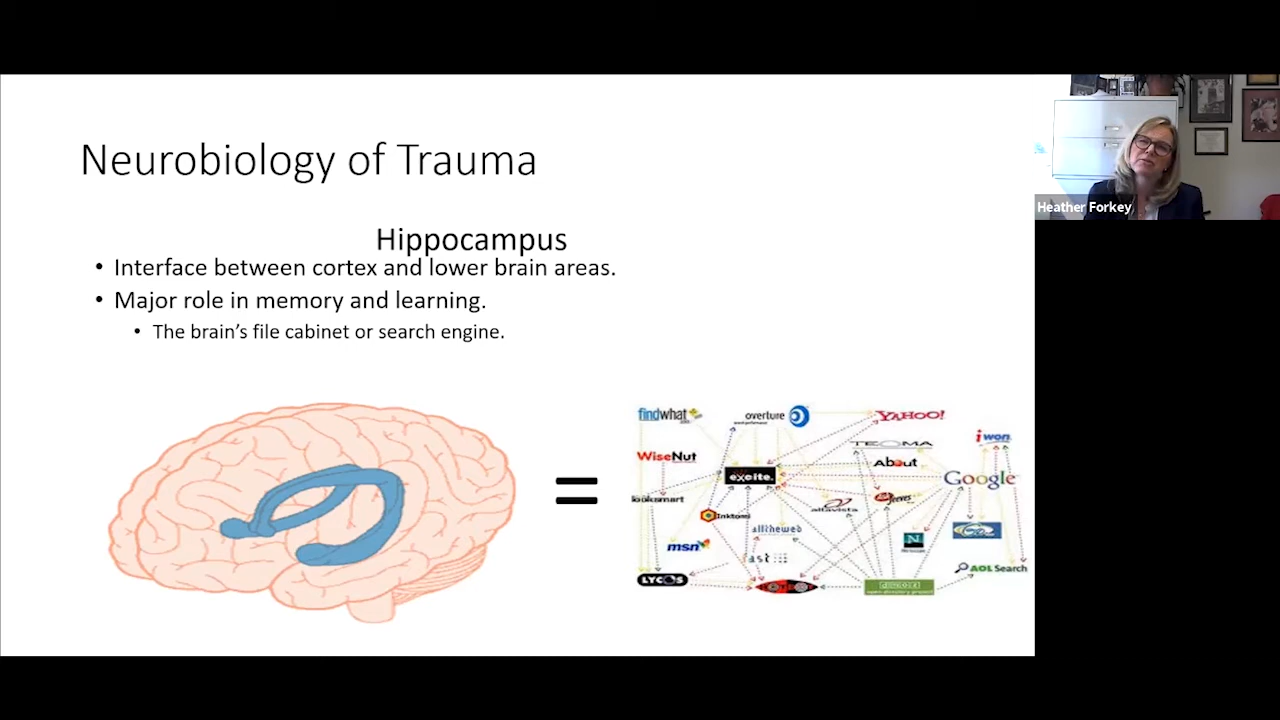 Neurobiology of Trauma
Heather Forkey
Hippocampus
• Interface between cortex and lower brain areas.
• Major role in memory and learning.
• The brain’s file cabinet or search engine.
=
findwhat
overture
YAHOO!
TEOMA
iwon
WiseNut
About
excite.
Google
looksmart
altavista
Inktomi
alltheweb
msn
AOL Search
LYCOS